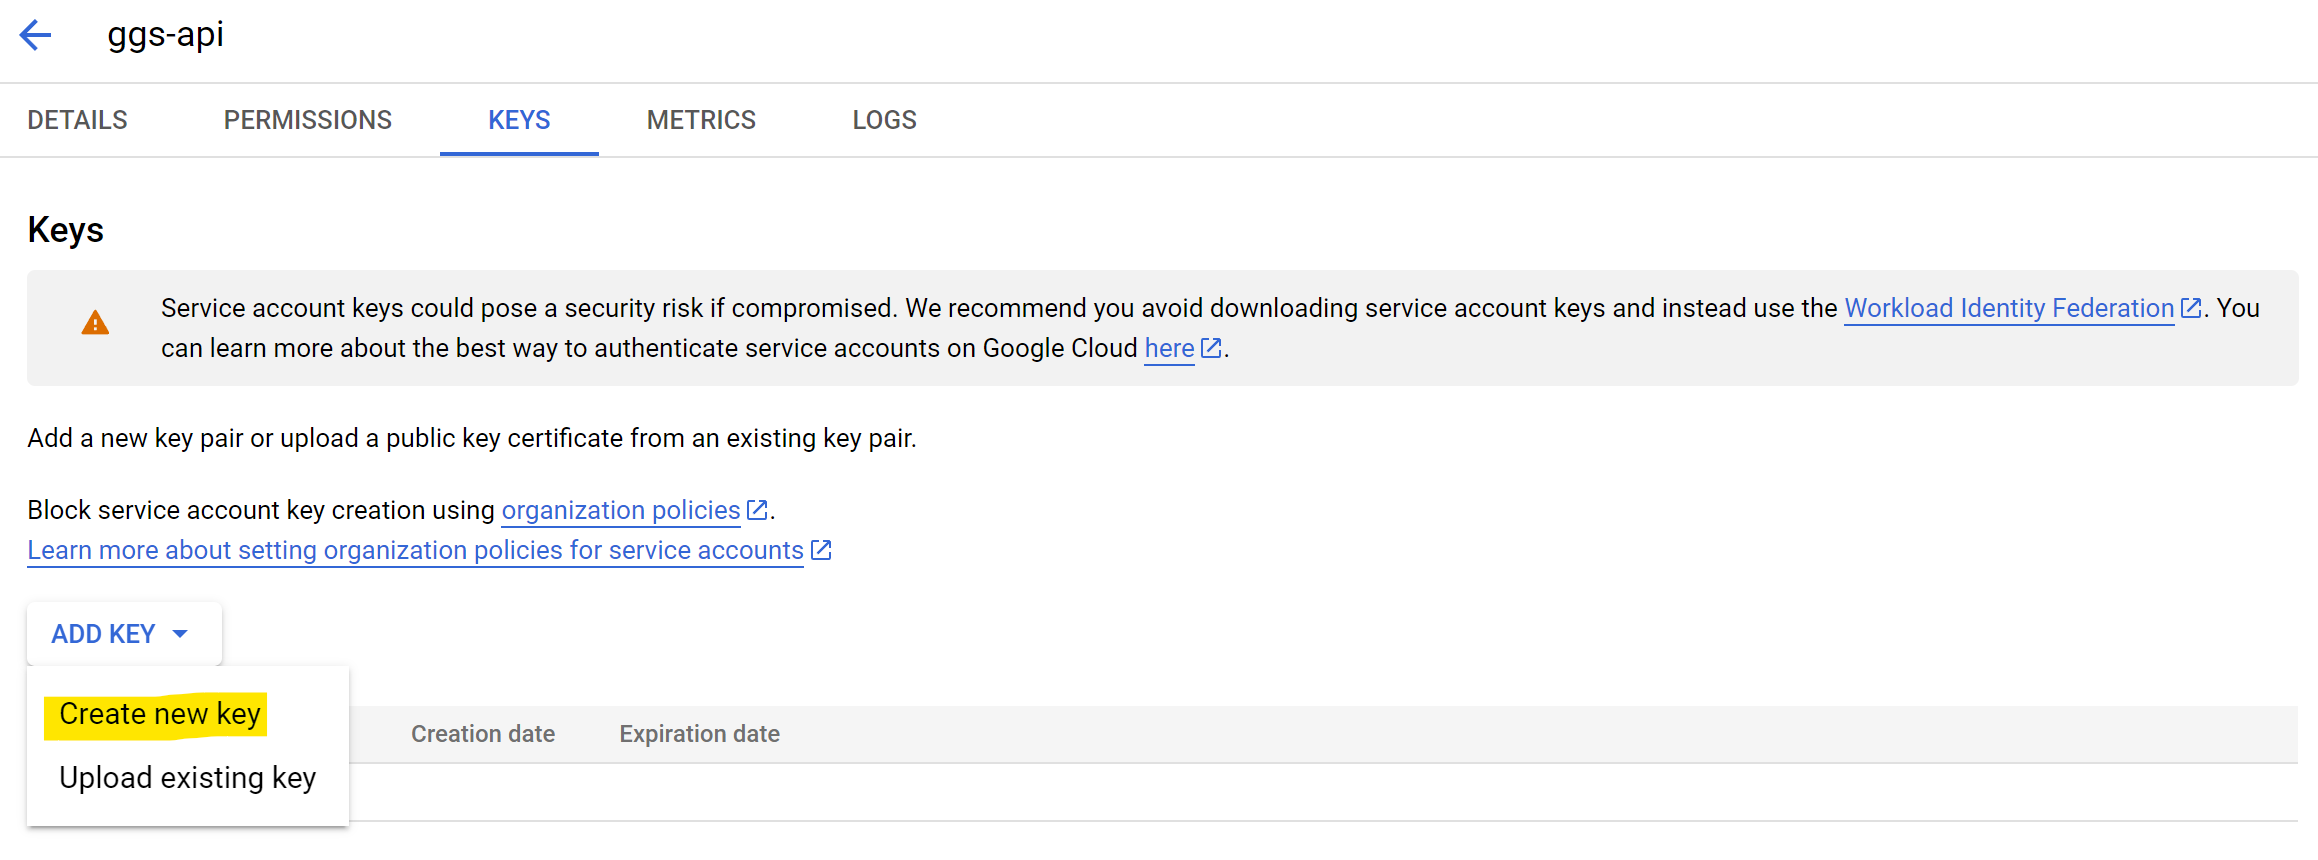 ggs-api
DETAILS PERMISSIONS KEYS METRICS LOGS
Keys
Service account keys could pose a security risk if compromised. We recommend you avoid downloading service account keys and instead use the Workload Identity Federation. You
can learn more about the best way to authenticate service accounts on Google Cloud here.
Add a new key pair or upload a public key certificate from an existing key pair.
Block service account key creation using organization policies.
Learn more about setting organization policies for service accounts
ADD KEY
Create new key
Creation date Expiration date
Upload existing key